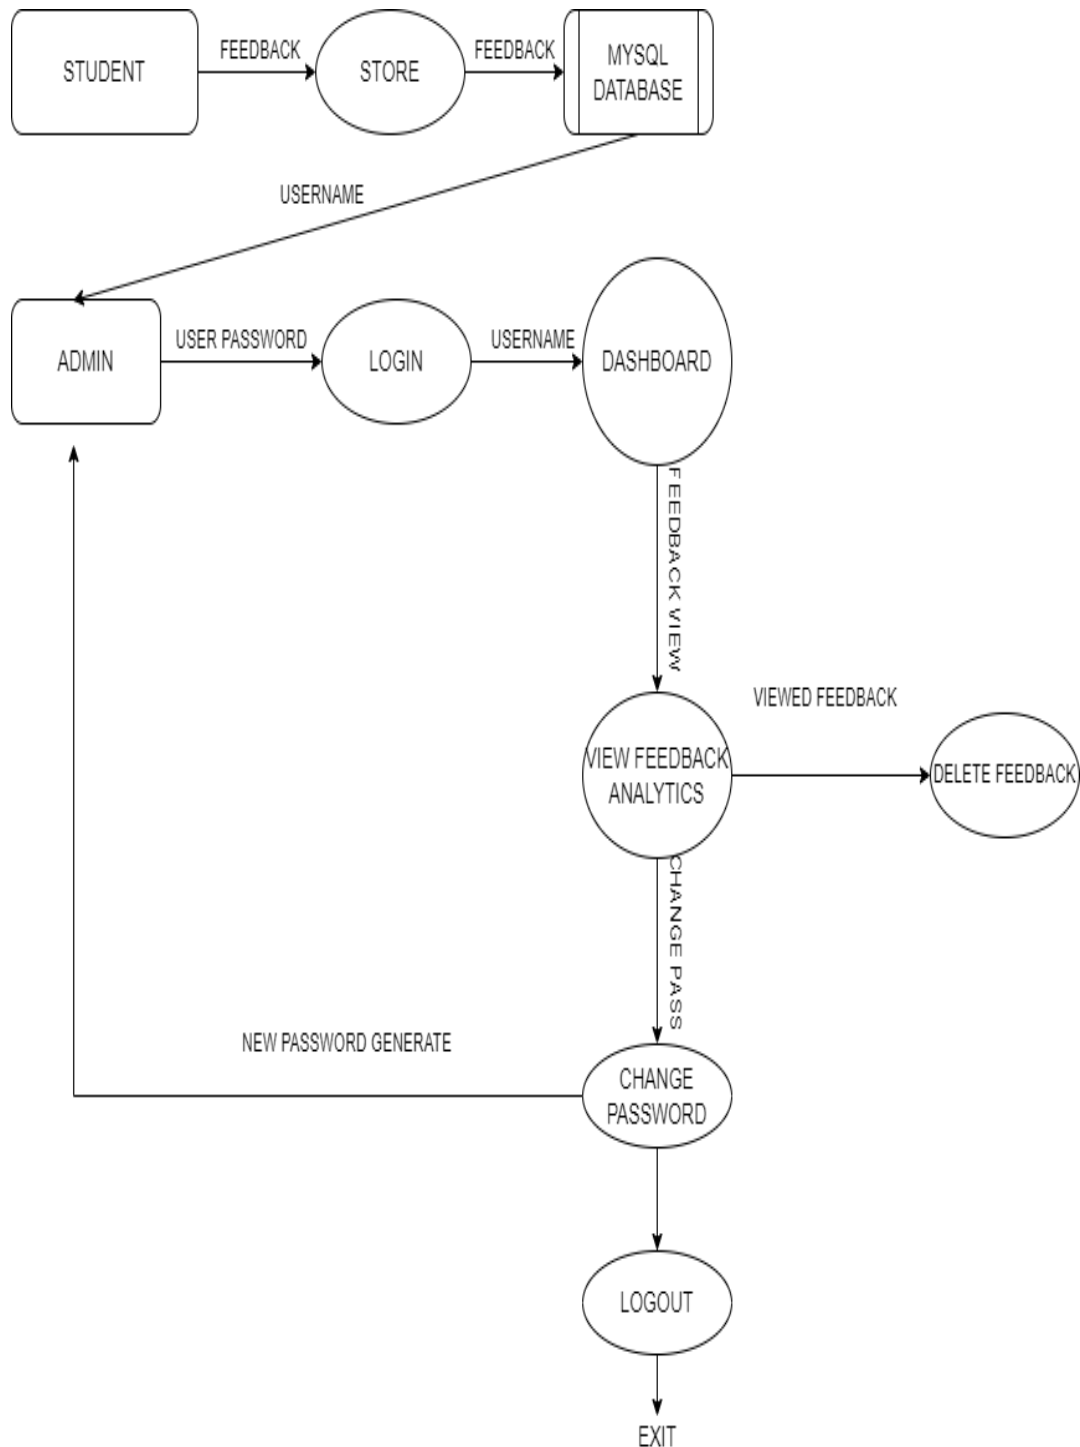 FEEDBACK
FEEDBACK
STUDENT
STORE
MYSQL
DATABASE
USERNAME
ADMIN
USER PASSWORD
LOGIN
USERNAME
DASHBOARD
FEEDBACK VIEW
VIEWED FEEDBACK
VIEW FEEDBACK
ANALYTICS
DELETE FEEDBACK
CHANGE PASS
NEW PASSWORD GENERATE
CHANGE
PASSWORD
LOGOUT
EXIT